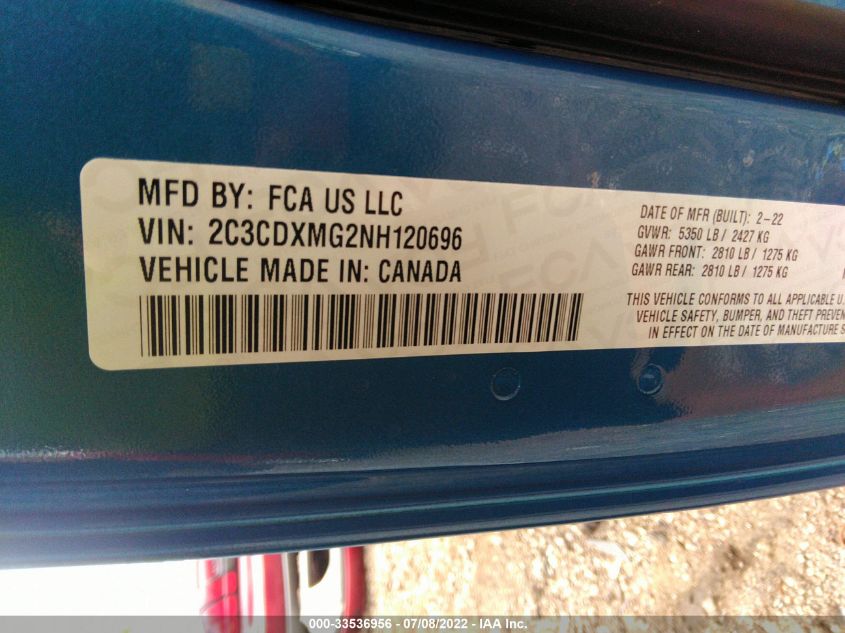 MFD BY: FCA US LLC
VIN: 2C3CDXMG2NH120696
VEHICLE MADE IN: CANADA
DATE OF MFR (BUILT): 2-22
GVWR: 5350 LB / 2427 KG
GAWR FRONT: 2810 LB / 1275 KG
GAWR REAR: 2810 LB / 1275 KG
THIS VEHICLE CONFORMS TO ALL APPLICABLE U.
VEHICLE SAFETY, BUMPER, AND THEFT PREVEN
IN EFFECT ON THE DATE OF MANUFACTURE S
000-33536956 / 07/08/2022 - IAA Inc.